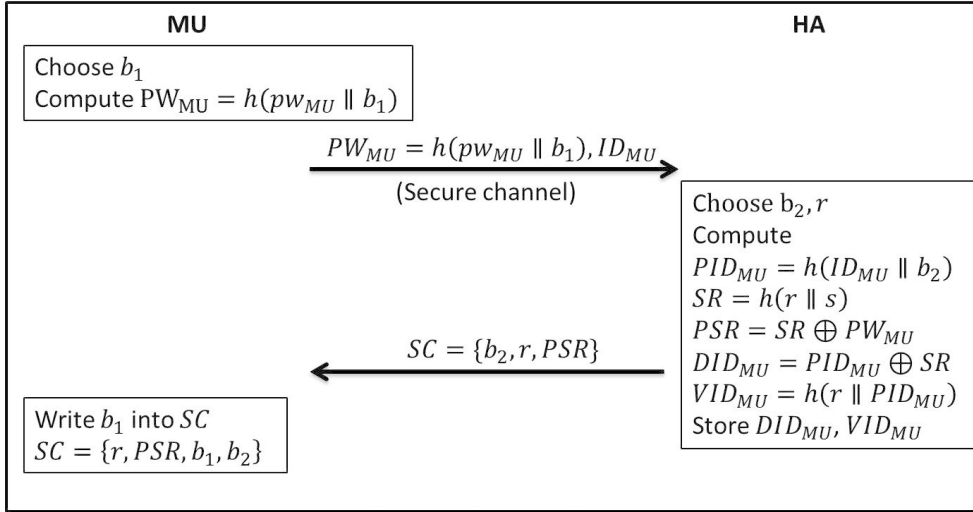 MU
HA
Choose b₁
Compute PW_MU = h(pw_MU ∥ b₁)
PW_MU = h(pw_MU ∥ b₁), ID_MU
(Secure channel)
Choose b₂, r
Compute
PID_MU = h(ID_MU ∥ b₂)
SR = h(r ∥ s)
PSR = SR ⊕ PW_MU
DID_MU = PID_MU ⊕ SR
VID_MU = h(r ∥ PID_MU)
Store DID_MU, VID_MU
SC = {b₂, r, PSR}
Write b₁ into SC
SC = {r, PSR, b₁, b₂}